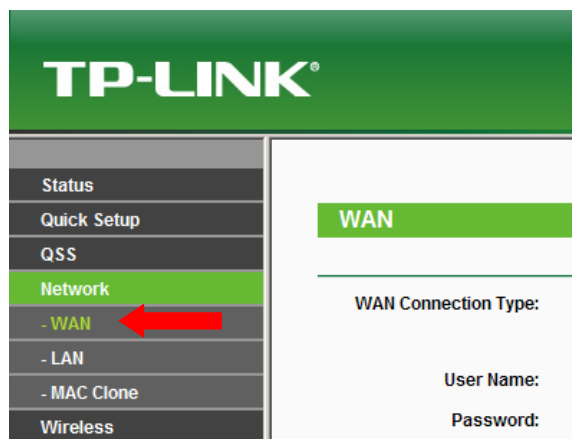 TP-LINK®
Status
Quick Setup
QSS
Network
- WAN
- LAN
- MAC Clone
Wireless
WAN
WAN Connection Type:
User Name:
Password: